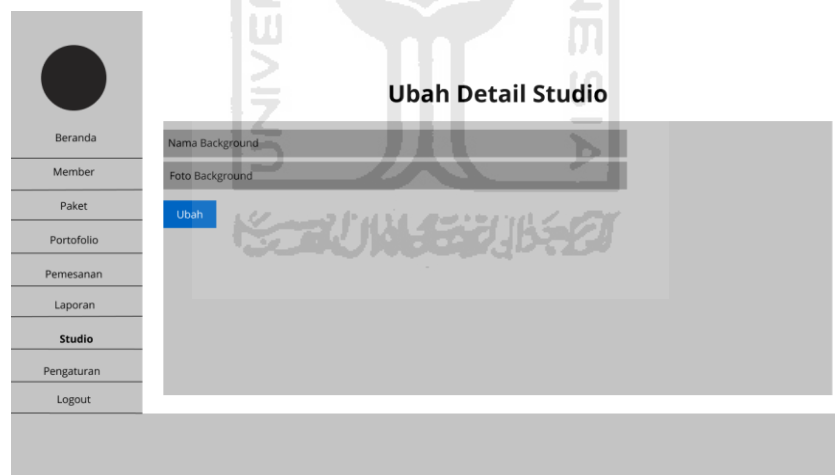 Ubah Detail Studio
Beranda
Member
Paket
Portofolio
Pemesanan
Laporan
Studio
Pengaturan
Logout
Nama Background
Foto Background
Ubah